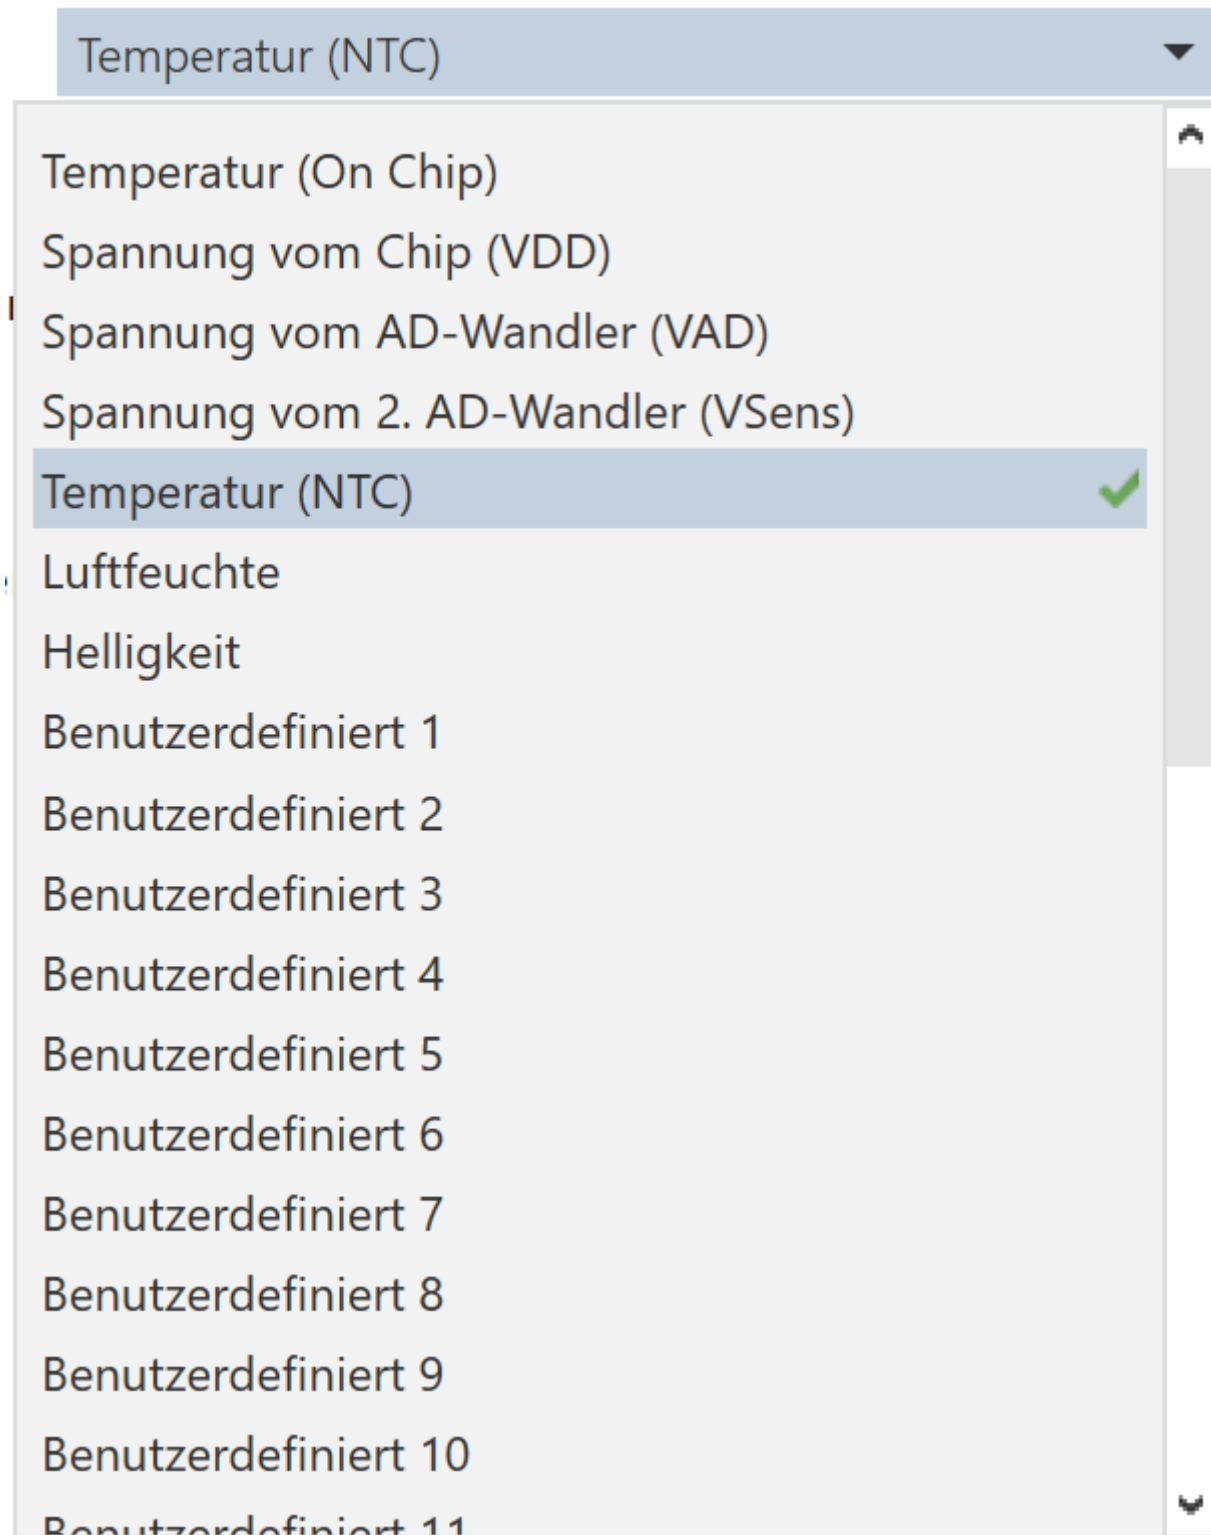 Temperatur (NTC)
Temperatur (On Chip)
Spannung vom Chip (VDD)
Spannung vom AD-Wandler (VAD)
Spannung vom 2. AD-Wandler (VSens)
Temperatur (NTC)
Luftfeuchte
Helligkeit
Benutzerdefiniert 1
Benutzerdefiniert 2
Benutzerdefiniert 3
Benutzerdefiniert 4
Benutzerdefiniert 5
Benutzerdefiniert 6
Benutzerdefiniert 7
Benutzerdefiniert 8
Benutzerdefiniert 9
Benutzerdefiniert 10
Benutzerdefiniert 11